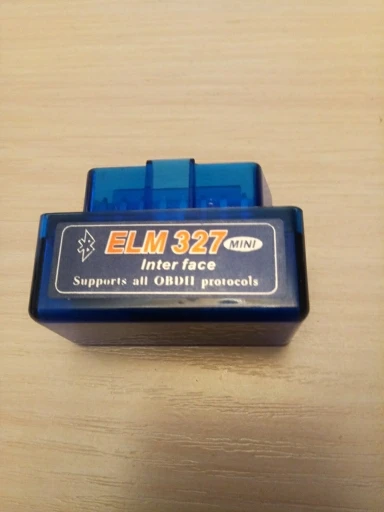 ELM 327 MINI
Inter face
Supports all OBDII protocols